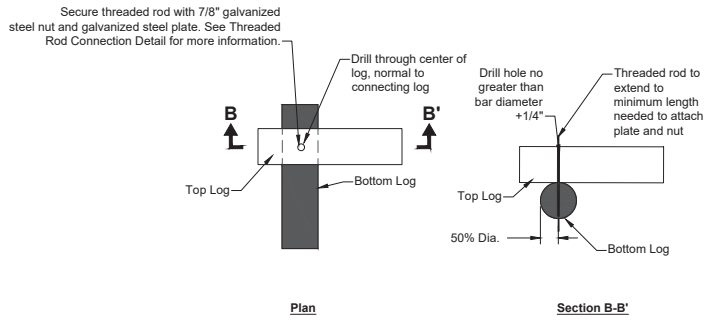 Secure threaded rod with 7/8" galvanized
steel nut and galvanized steel plate. See Threaded
Rod Connection Detail for more information.
Drill through center of
log, normal to
connecting log
B
B'
Top Log
Bottom Log
Plan
Drill hole no
greater than
bar diameter
+1/4"
Threaded rod to
extend to
minimum length
needed to attach
plate and nut
Top Log
50% Dia.
Bottom Log
Section B-B'